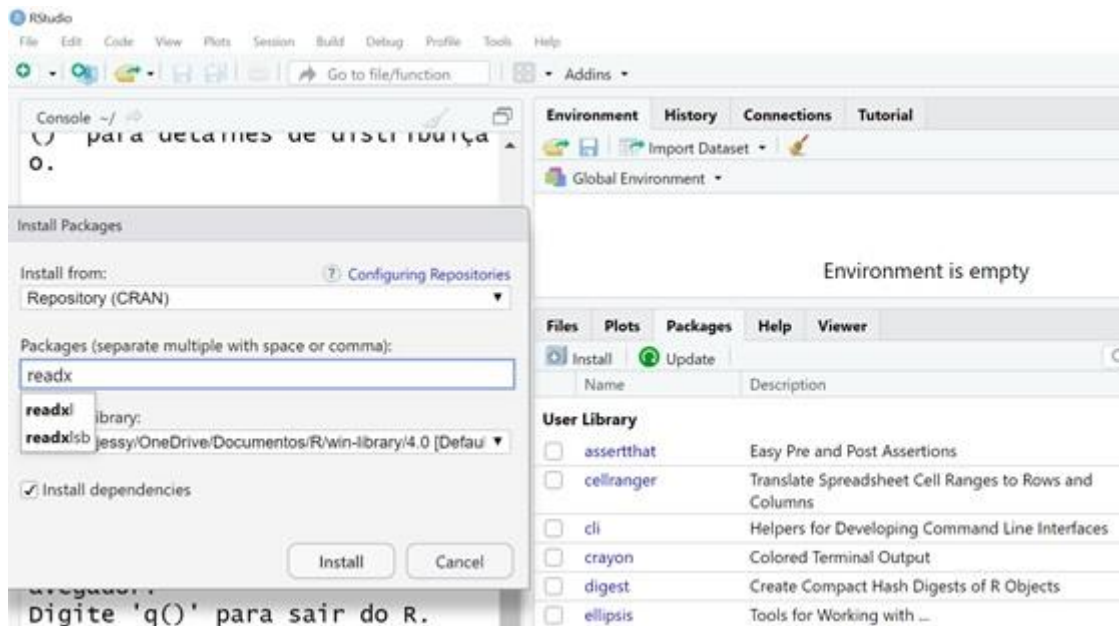 RStudio
File Edit Code View Plots Session Build Debug Profile Tools Help
Go to file/function
Addins
Console ~/
()' para detalhes de distribuiçã
o.
Install Packages
Install from:
? Configuring Repositories
Repository (CRAN)
Packages (separate multiple with space or comma):
readx
readxl
readxlsb
ibrary:
jessy/OneDrive/Documentos/R/win-library/4.0 [Defaul
Install dependencies
Install Cancel
avegador.
Digite 'q()' para sair do R.
Environment History Connections Tutorial
Import Dataset
Global Environment
Environment is empty
Files Plots Packages Help Viewer
Install Update
Name Description
User Library
assertthat Easy Pre and Post Assertions
cellranger Translate Spreadsheet Cell Ranges to Rows and
Columns
cli Helpers for Developing Command Line Interfaces
crayon Colored Terminal Output
digest Create Compact Hash Digests of R Objects
ellipsis Tools for Working with ...